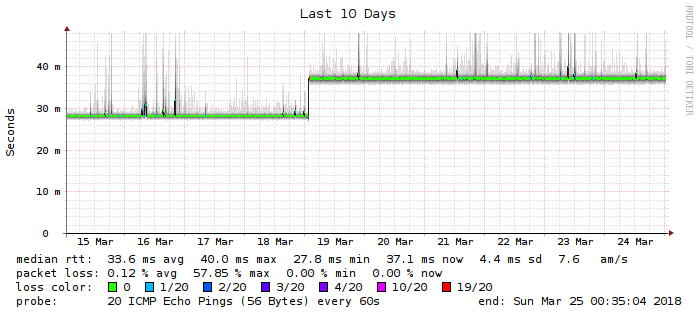 Last 10 Days
RRDTOOL / TOBI OETIKER
Seconds
40 m
30 m
20 m
10 m
0
15 Mar 16 Mar 17 Mar 18 Mar 19 Mar 20 Mar 21 Mar 22 Mar 23 Mar 24 Mar
median rtt: 33.6 ms avg 40.0 ms max 27.8 ms min 37.1 ms now 4.4 ms sd 7.6 am/s
packet loss: 0.12 % avg 57.85 % max 0.00 % min 0.00 % now
loss color: 0 1/20 2/20 3/20 4/20 10/20 19/20
probe: 20 ICMP Echo Pings (56 Bytes) every 60s end: Sun Mar 25 00:35:04 2018